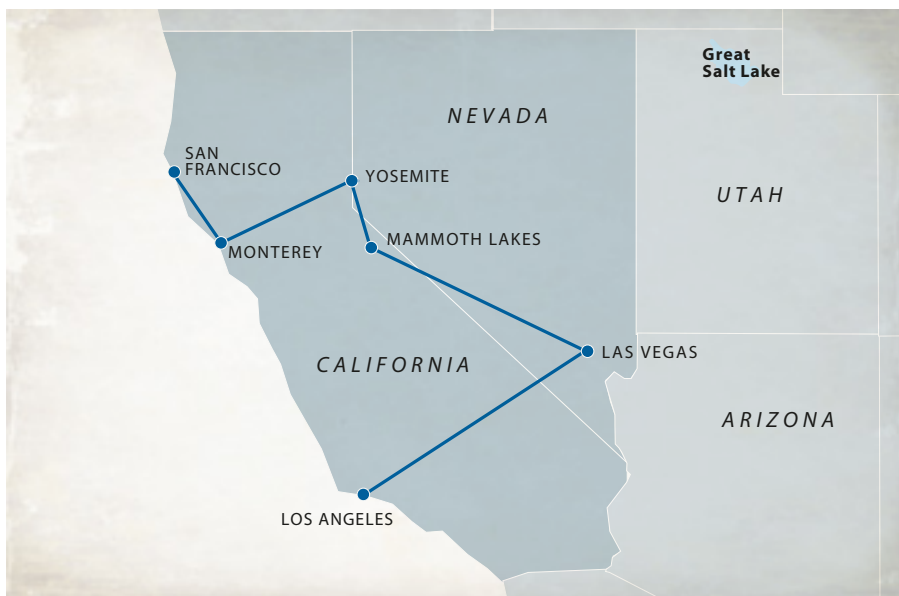 Great
Salt Lake
NEVADA
SAN
FRANCISCO
YOSEMITE
UTAH
MAMMOTH LAKES
MONTEREY
LAS VEGAS
CALIFORNIA
ARIZONA
LOS ANGELES